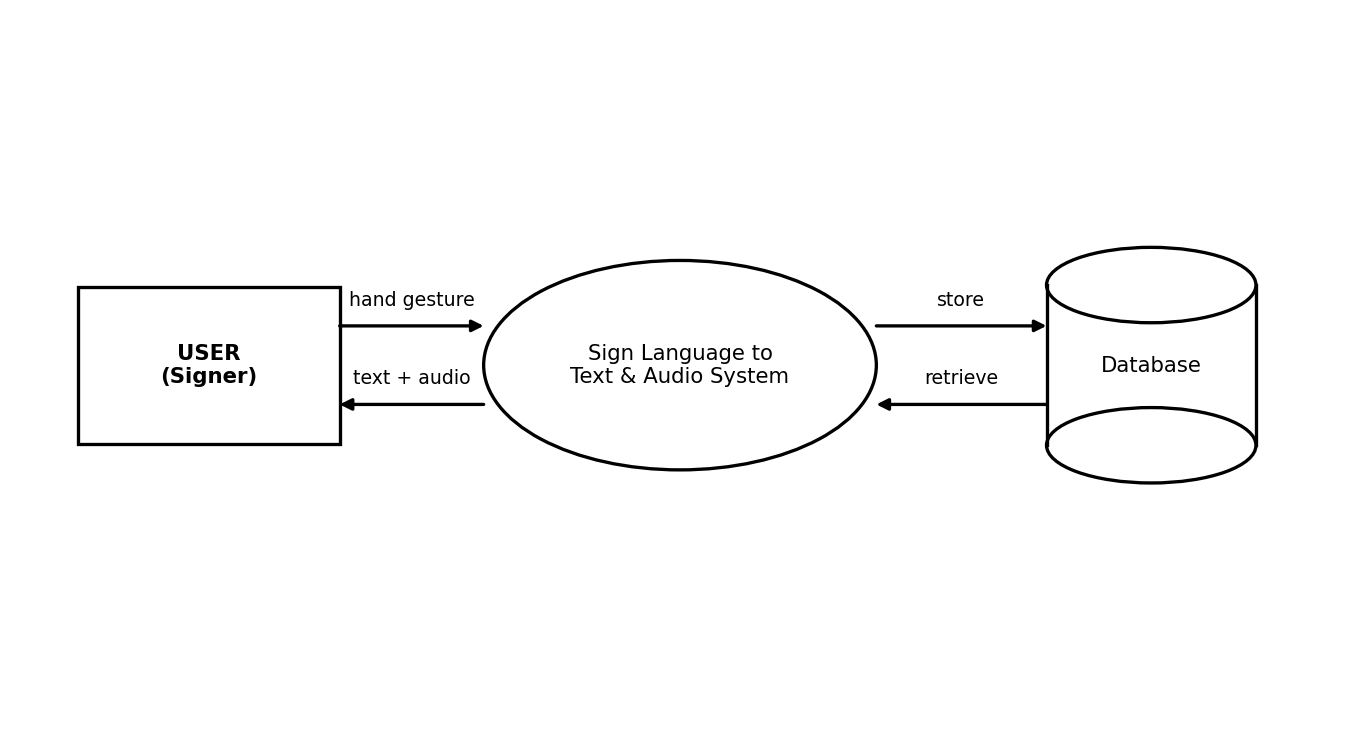 USER
(Signer)
hand gesture
text + audio
Sign Language to
Text & Audio System
store
retrieve
Database